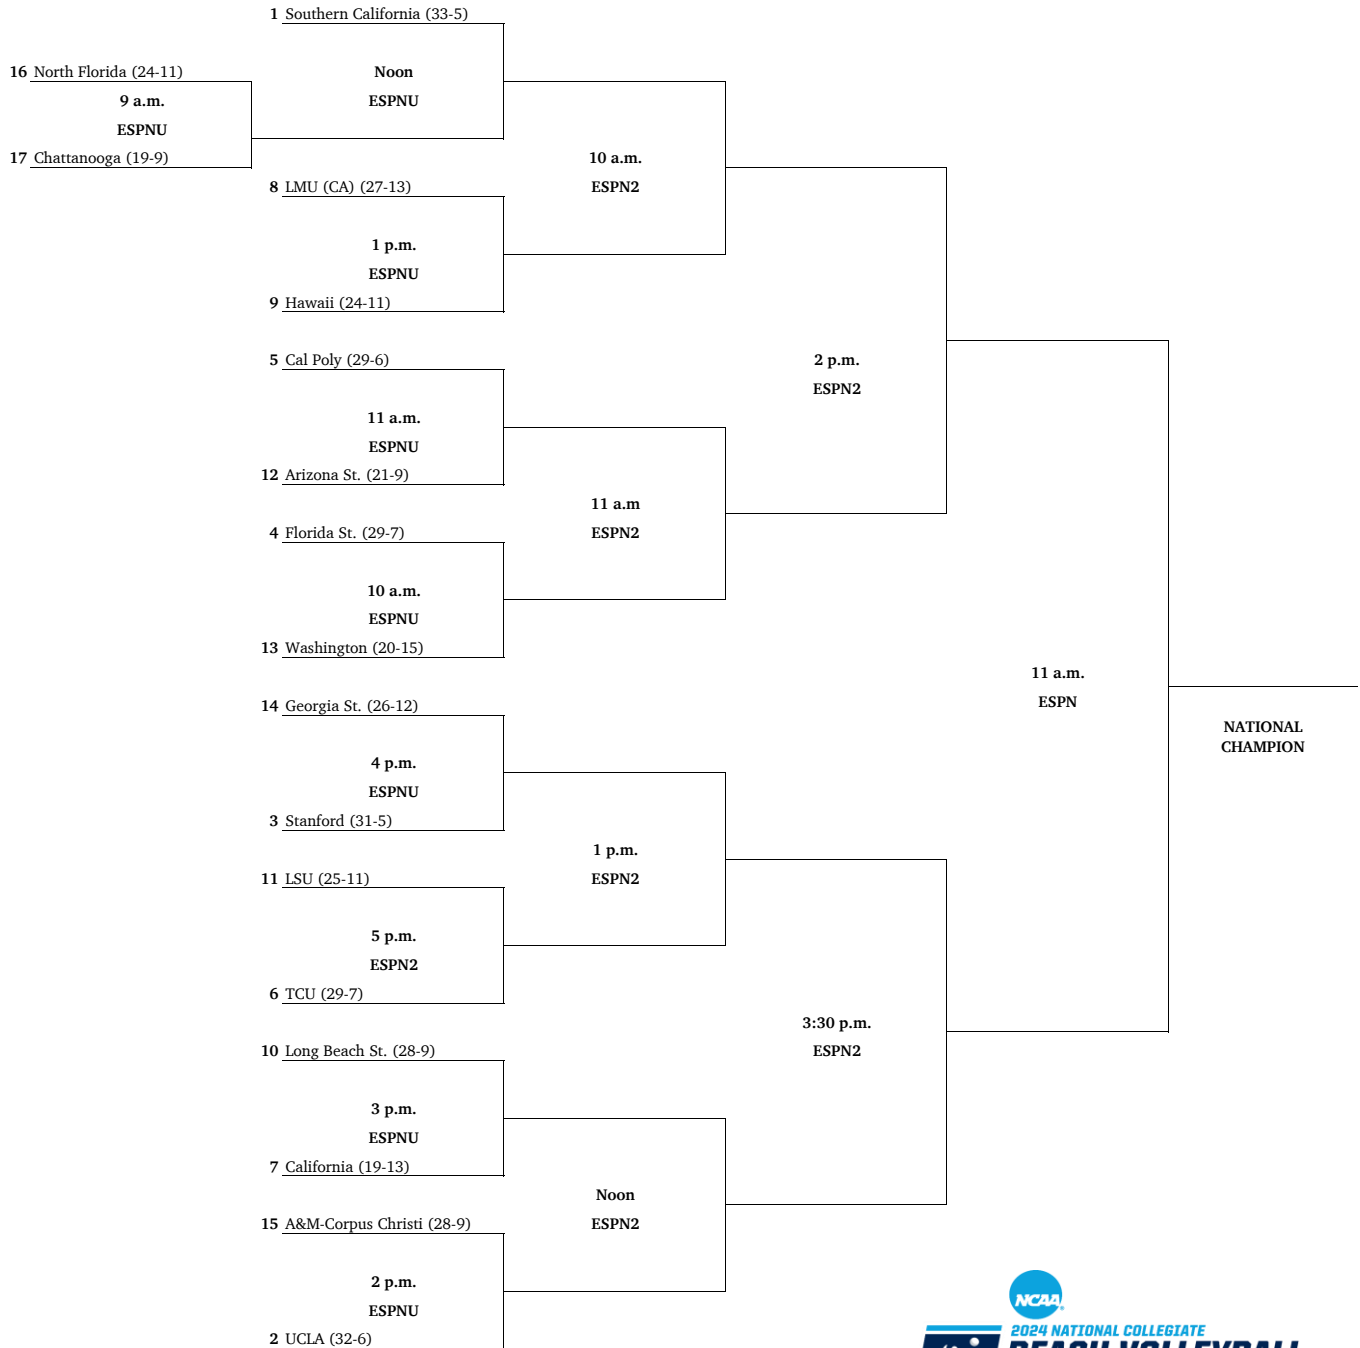 1 Southern California (33-5)
16 North Florida (24-11)
Noon
9 a.m.
ESPNU
ESPNU
17 Chattanooga (19-9)
10 a.m.
8 LMU (CA) (27-13)
ESPN2
1 p.m.
ESPNU
9 Hawaii (24-11)
5 Cal Poly (29-6)
2 p.m.
ESPN2
11 a.m.
ESPNU
12 Arizona St. (21-9)
11 a.m
4 Florida St. (29-7)
ESPN2
10 a.m.
ESPNU
13 Washington (20-15)
11 a.m.
ESPN
14 Georgia St. (26-12)
NATIONAL
CHAMPION
4 p.m.
ESPNU
3 Stanford (31-5)
1 p.m.
11 LSU (25-11)
ESPN2
5 p.m.
ESPN2
6 TCU (29-7)
3:30 p.m.
10 Long Beach St. (28-9)
ESPN2
3 p.m.
ESPNU
7 California (19-13)
Noon
15 A&M-Corpus Christi (28-9)
ESPN2
2 p.m.
ESPNU
2 UCLA (32-6)
NCAA
2024 NATIONAL COLLEGIATE
BEACH VOLLEYBALL